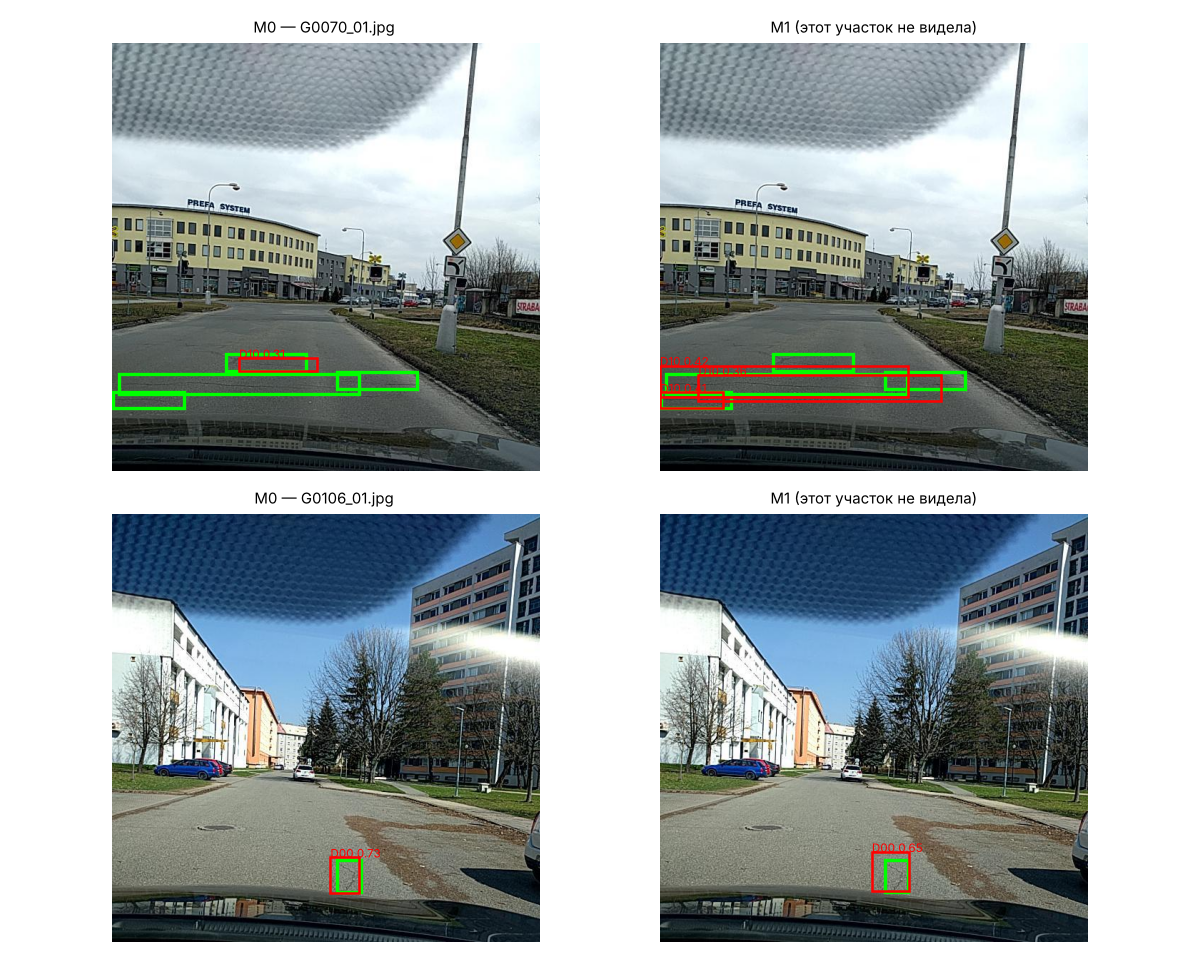 M0 — G0070_01.jpg
M1 (этот участок не видела)
PREFA SYSTEM
PREFA SYSTEM
STRABA
STRABA
M0 — G0106_01.jpg
M1 (этот участок не видела)
D00 0.73
D00 0.65